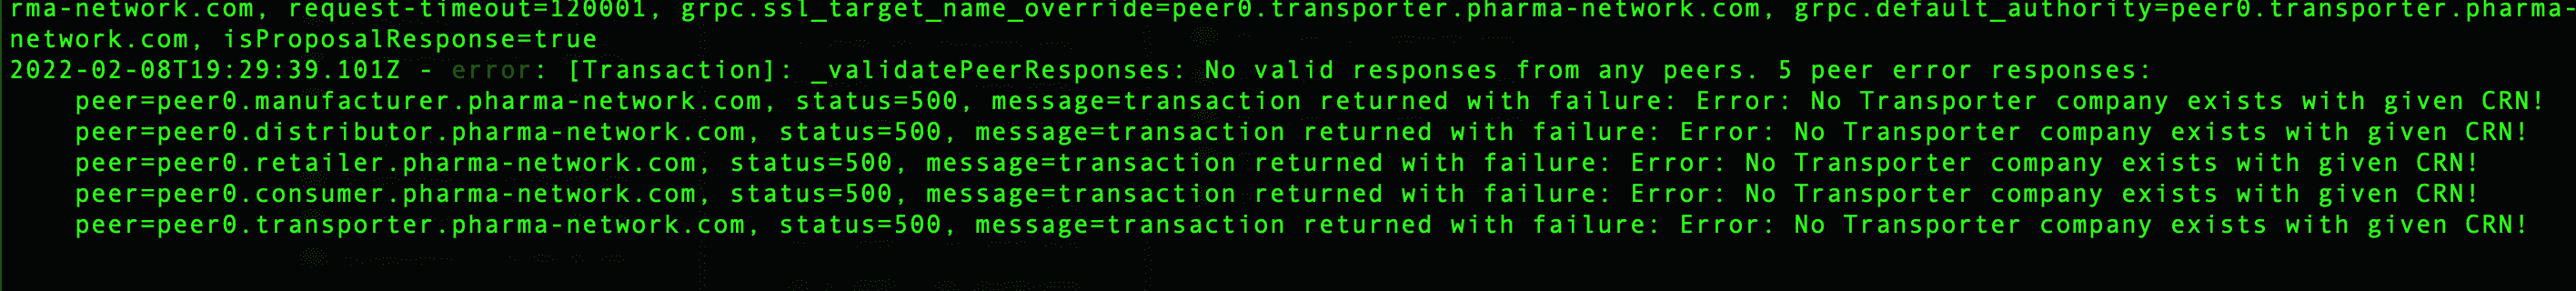 rma-network.com, request-timeout=120001, grpc.ssl_target_name_override=peer0.transporter.pharma-network.com, grpc.default_authority=peer0.transporter.pharma-
network.com, isProposalResponse=true
2022-02-08T19:29:39.101Z - error: [Transaction]: _validatePeerResponses: No valid responses from any peers. 5 peer error responses:
    peer=peer0.manufacturer.pharma-network.com, status=500, message=transaction returned with failure: Error: No Transporter company exists with given CRN!
    peer=peer0.distributor.pharma-network.com, status=500, message=transaction returned with failure: Error: No Transporter company exists with given CRN!
    peer=peer0.retailer.pharma-network.com, status=500, message=transaction returned with failure: Error: No Transporter company exists with given CRN!
    peer=peer0.consumer.pharma-network.com, status=500, message=transaction returned with failure: Error: No Transporter company exists with given CRN!
    peer=peer0.transporter.pharma-network.com, status=500, message=transaction returned with failure: Error: No Transporter company exists with given CRN!